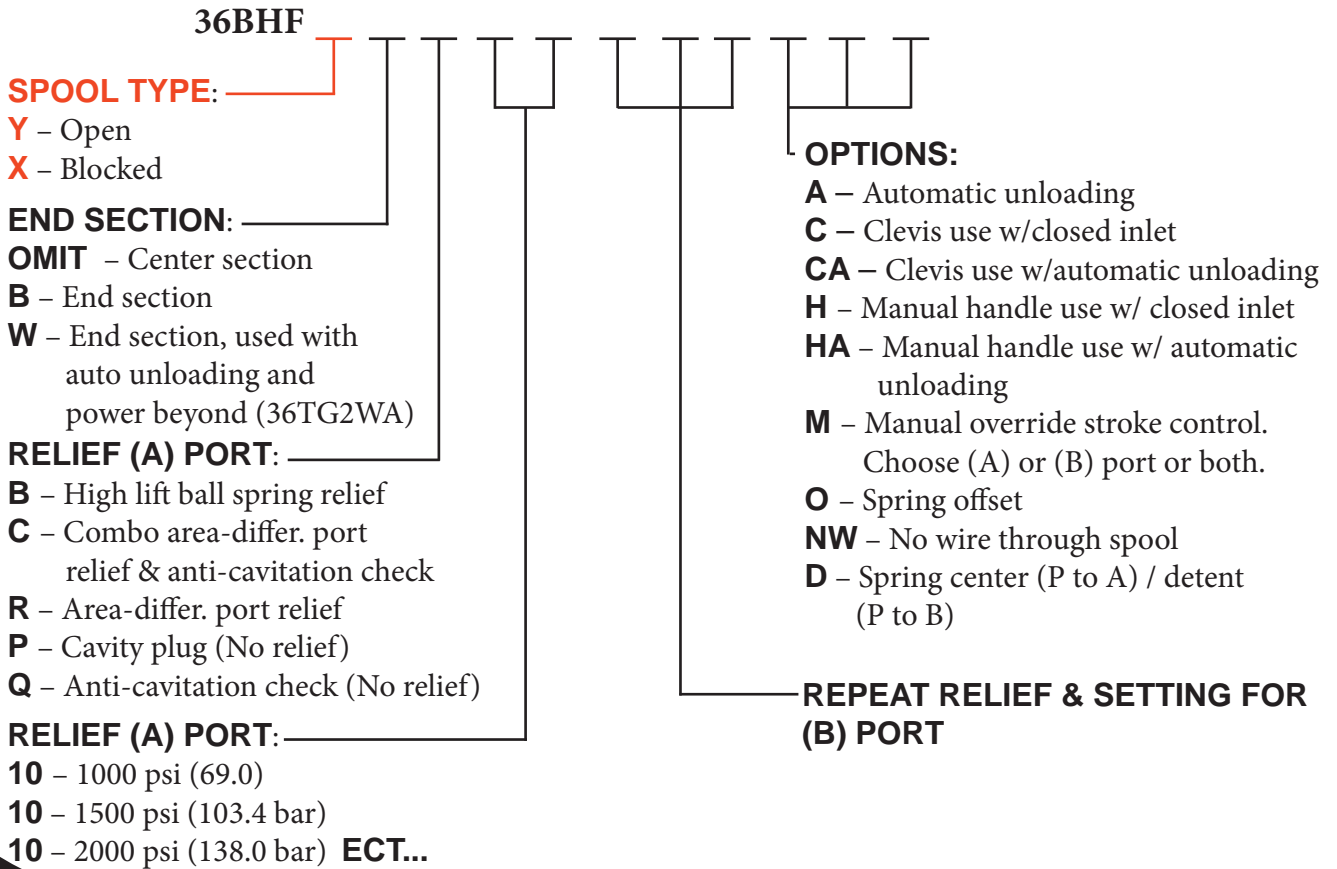 36BHF
SPOOL TYPE:
Y – Open
X – Blocked
END SECTION:
OMIT – Center section
B – End section
W – End section, used with
auto unloading and
power beyond (36TG2WA)
RELIEF (A) PORT:
B – High lift ball spring relief
C – Combo area-differ. port
relief & anti-cavitation check
R – Area-differ. port relief
P – Cavity plug (No relief)
Q – Anti-cavitation check (No relief)
RELIEF (A) PORT:
10 – 1000 psi (69.0)
10 – 1500 psi (103.4 bar)
10 – 2000 psi (138.0 bar) ECT...
OPTIONS:
A – Automatic unloading
C – Clevis use w/closed inlet
CA – Clevis use w/automatic unloading
H – Manual handle use w/ closed inlet
HA – Manual handle use w/ automatic
unloading
M – Manual override stroke control.
Choose (A) or (B) port or both.
O – Spring offset
NW – No wire through spool
D – Spring center (P to A) / detent
(P to B)
REPEAT RELIEF & SETTING FOR
(B) PORT